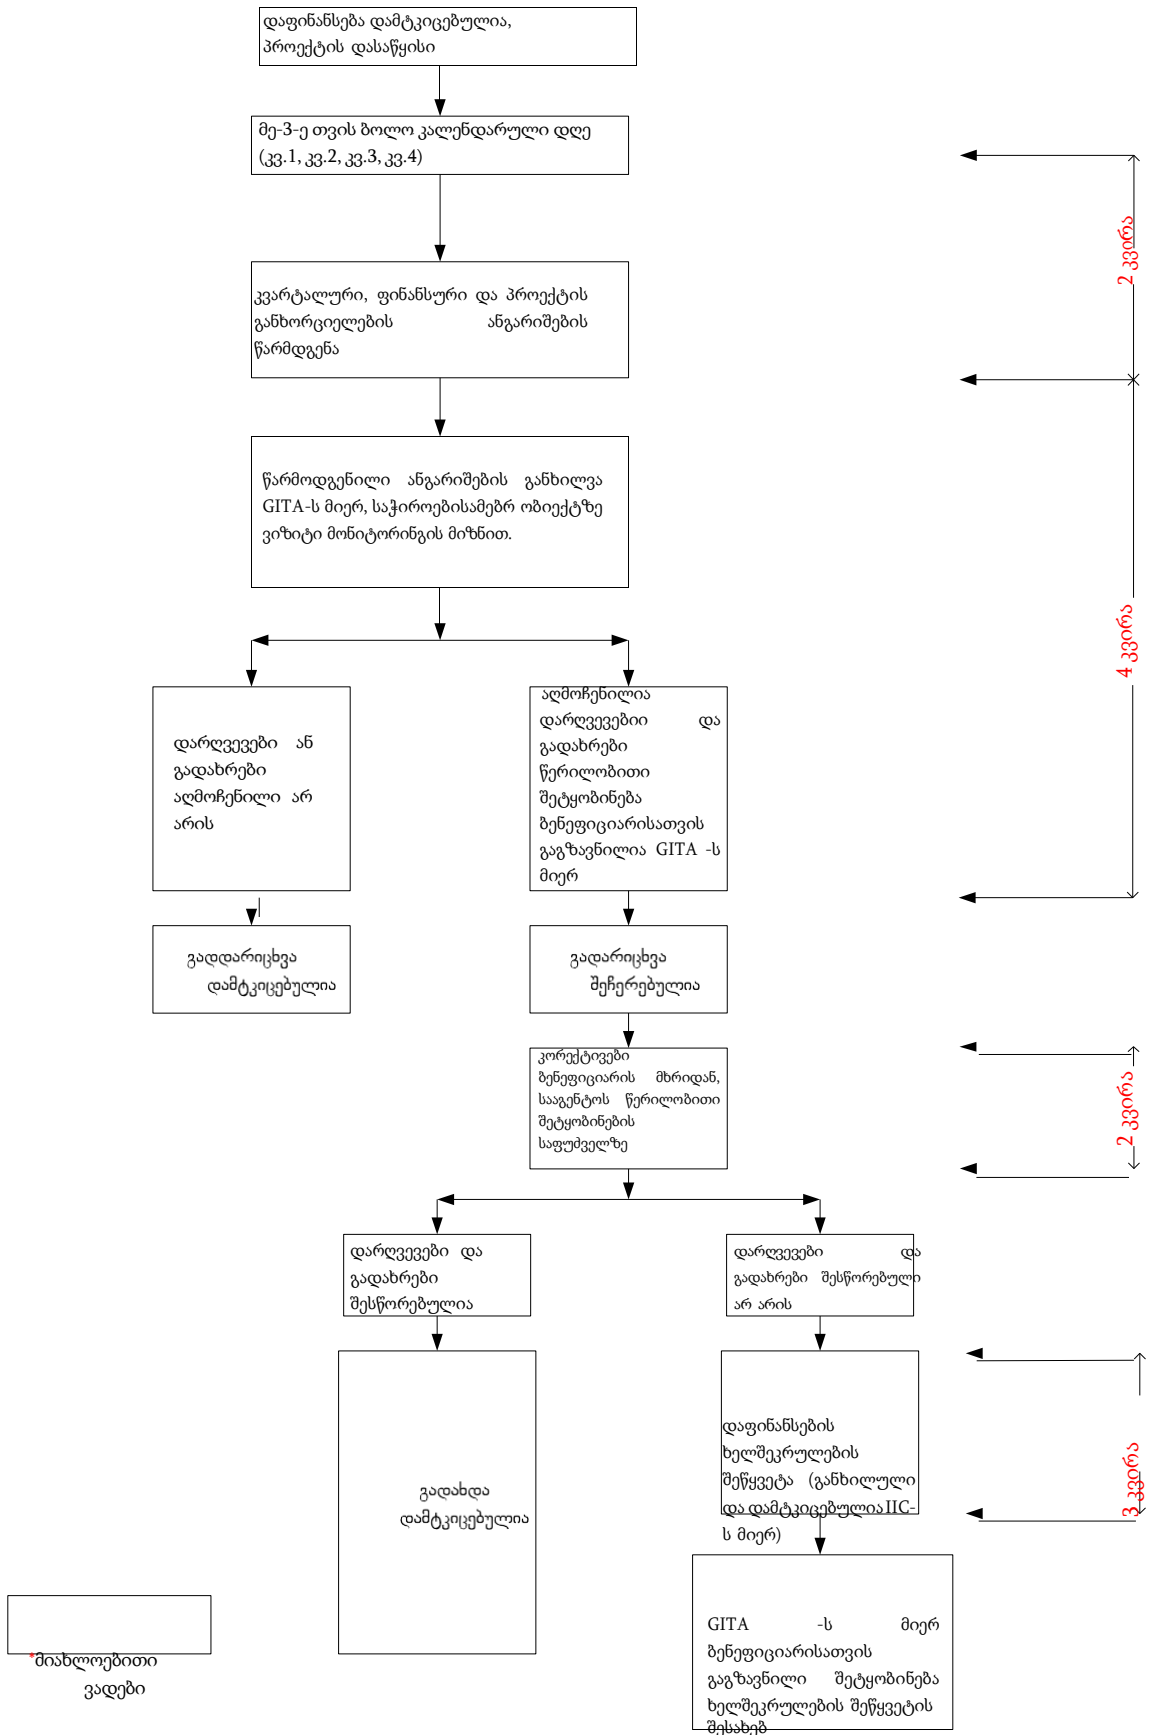 დაფინანსება დამტკიცებულია,
პროექტის დასაწყისი
მე-3-ე თვის ბოლო კალენდარული დღე
(კვ.1, კვ.2, კვ.3, კვ.4)
2 კვირა
კვარტალური, ფინანსური და პროექტის
განხორციელების ანგარიშების
წარმდგენა
წარმოდგენილი ანგარიშების განხილვა
GITA-ს მიერ, საჭიროებისამებრ ობიექტზე
ვიზიტი მონიტორინგის მიზნით.
4 კვირა
დარღვევები ან
გადახრები
აღმოჩენილი არ
არის
აღმოჩენილია
დარღვევებიი და
გადახრები
წერილობითი
შეტყობინება
ბენეფიციარისათვის
გაგზავნილია GITA -ს
მიერ
გადდარიცხვა
დამტკიცებულია
გადარიცხვა
შეჩერებულია
კორექტივები
ბენეფიციარის მხრიდან,
სააგენტოს წერილობითი
შეტყობინების
საფუძველზე
2 კვირა
დარღვევები და
გადახრები
შესწორებულია
დარღვევები და
გადახრები შესწორებული
არ არის
გადახდა
დამტკიცებულია
დაფინანსების
ხელშეკრულების
შეწყვეტა (განხილული
და დამტკიცებულია IIC-
ს მიერ)
3 კვირა
GITA -ს მიერ
ბენეფიციარისათვის
გაგზავნილი შეტყობინება
ხელშეკრულების შეწყვეტის
შესახებ
*მიახლოებითი
ვადები